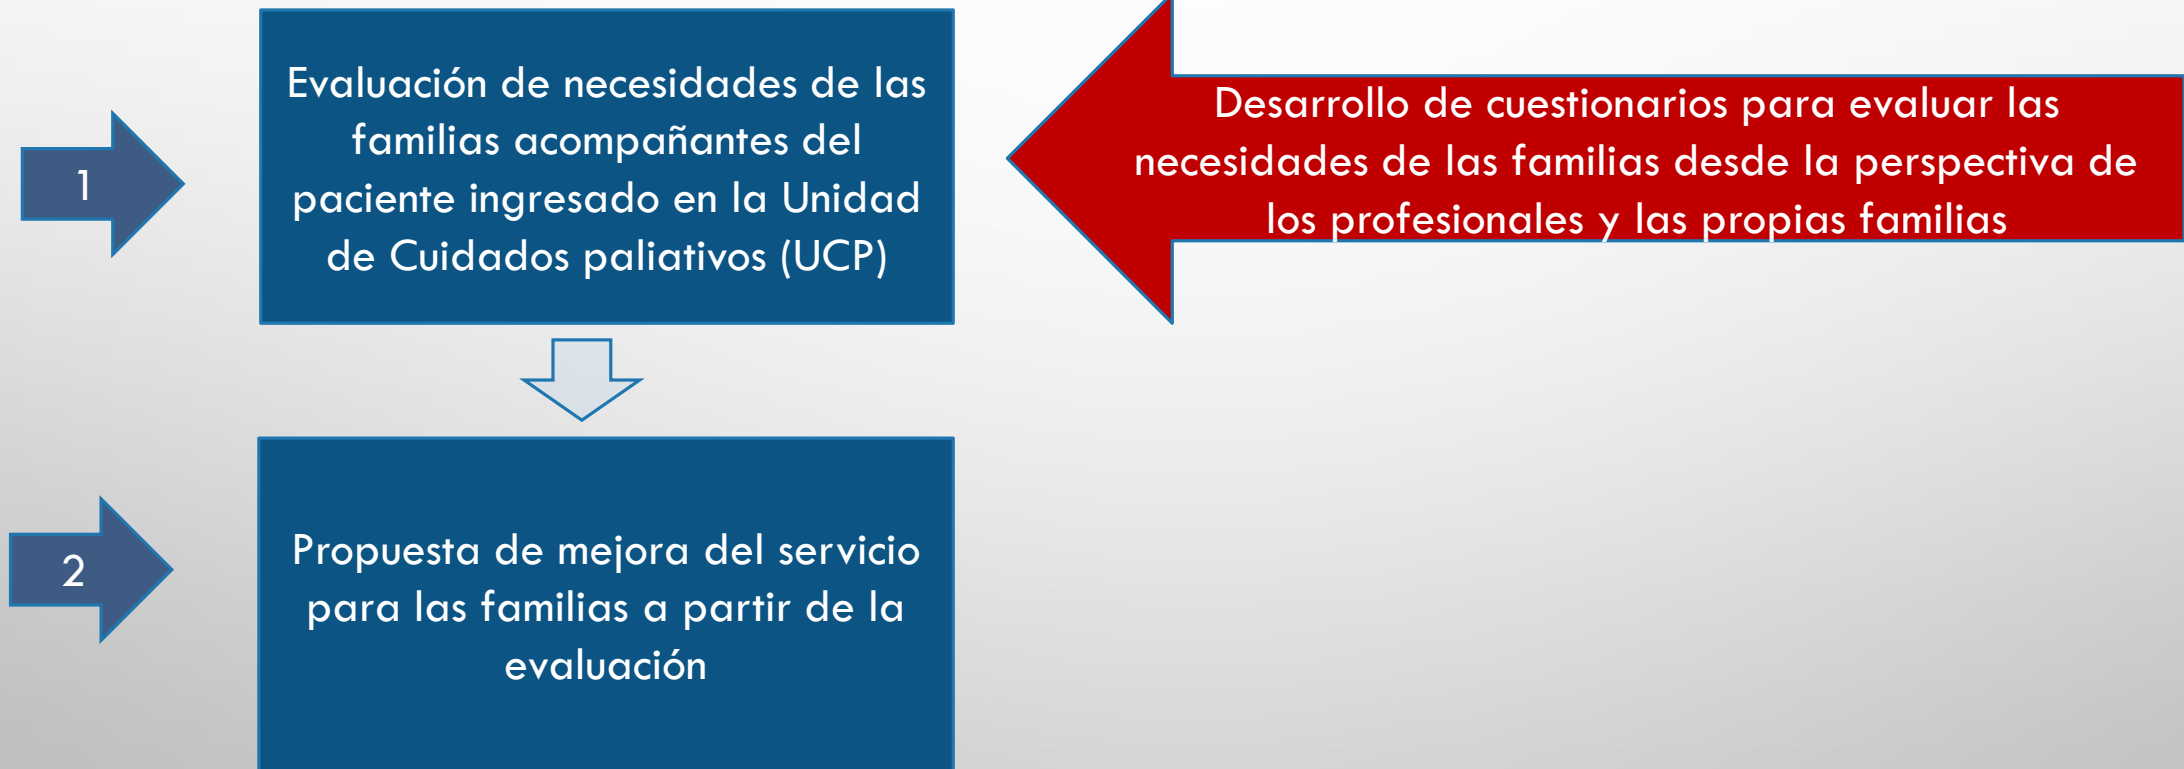 1
Evaluación de necesidades de las
familias acompañantes del
paciente ingresado en la Unidad
de Cuidados paliativos (UCP)
Desarrollo de cuestionarios para evaluar las
necesidades de las familias desde la perspectiva de
los profesionales y las propias familias
2
Propuesta de mejora del servicio
para las familias a partir de la
evaluación